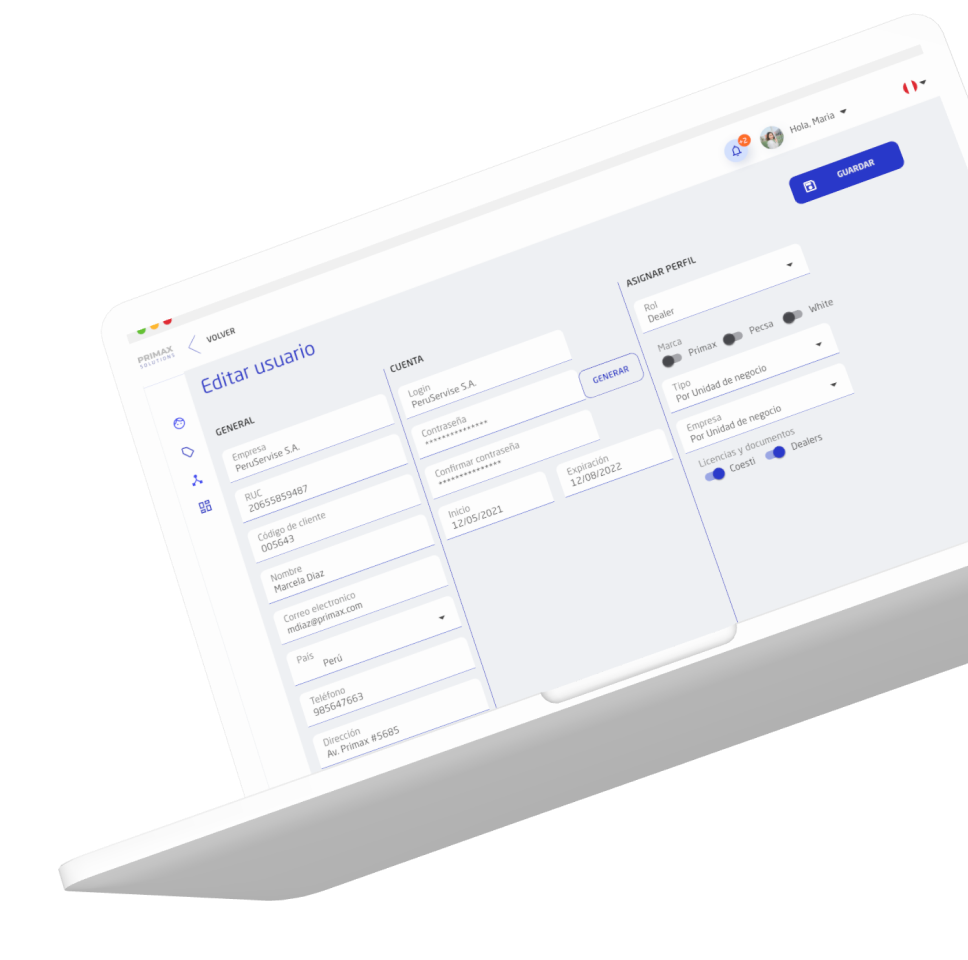 +2
Hola, Maria
GUARDAR
PRIMAX
SOLUTIONS
VOLVER
Editar usuario
GENERAL
Empresa
PeruServise S.A.
RUC
20655859487
Código de cliente
005643
Nombre
Marcela Diaz
Correo electronico
mdiaz@primax.com
País
Perú
Teléfono
985647663
Dirección
Av. Primax #5685
CUENTA
Login
PeruServise S.A.
Contraseña
***************
GENERAR
Confirmar contraseña
***************
Inicio
12/05/2021
Expiración
12/08/2022
ASIGNAR PERFIL
Rol
Dealer
Marca
Primax Pecsa White
Tipo
Por Unidad de negocio
Empresa
Por Unidad de negocio
Licencias y documentos
Coesti Dealers